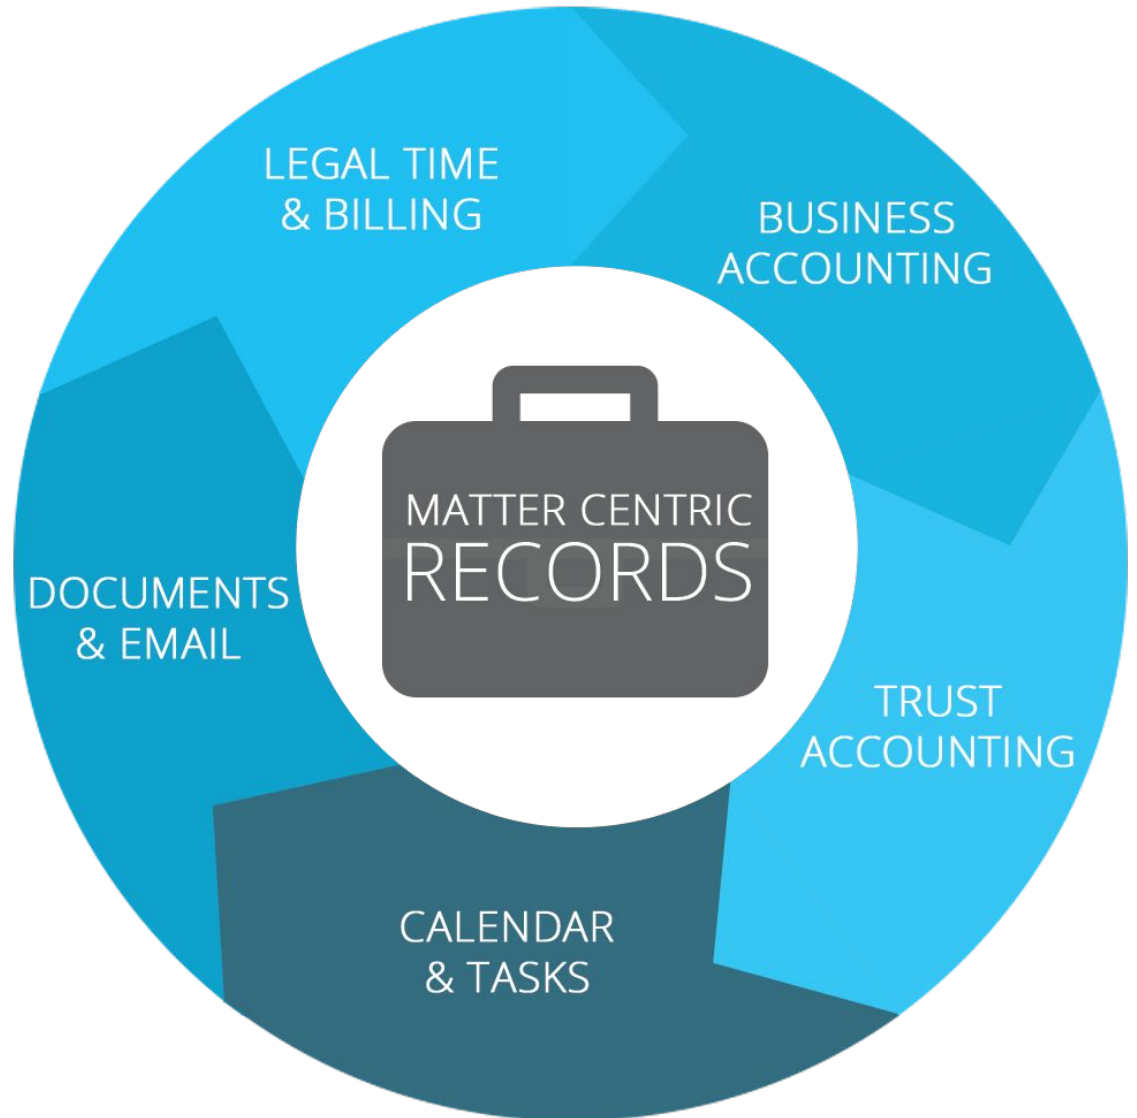 LEGAL TIME
& BILLING
BUSINESS
ACCOUNTING
MATTER CENTRIC
RECORDS
DOCUMENTS
& EMAIL
TRUST
ACCOUNTING
CALENDAR
& TASKS